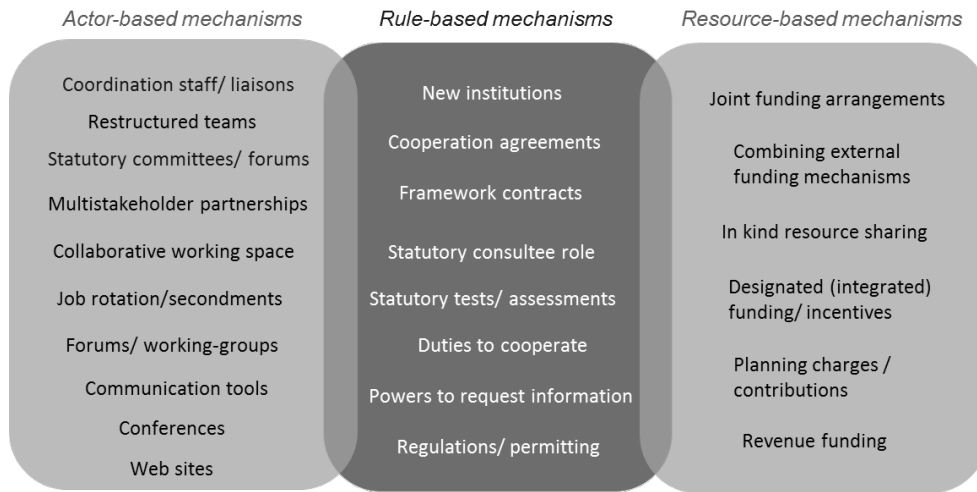 Actor-based mechanisms
Coordination staff/ liaisons
Restructured teams
Statutory committees/ forums
Multistakeholder partnerships
Collaborative working space
Job rotation/secondments
Forums/ working-groups
Communication tools
Conferences
Web sites
Rule-based mechanisms
New institutions
Cooperation agreements
Framework contracts
Statutory consultee role
Statutory tests/ assessments
Duties to cooperate
Powers to request information
Regulations/ permitting
Resource-based mechanisms
Joint funding arrangements
Combining external
funding mechanisms
In kind resource sharing
Designated (integrated)
funding/ incentives
Planning charges /
contributions
Revenue funding